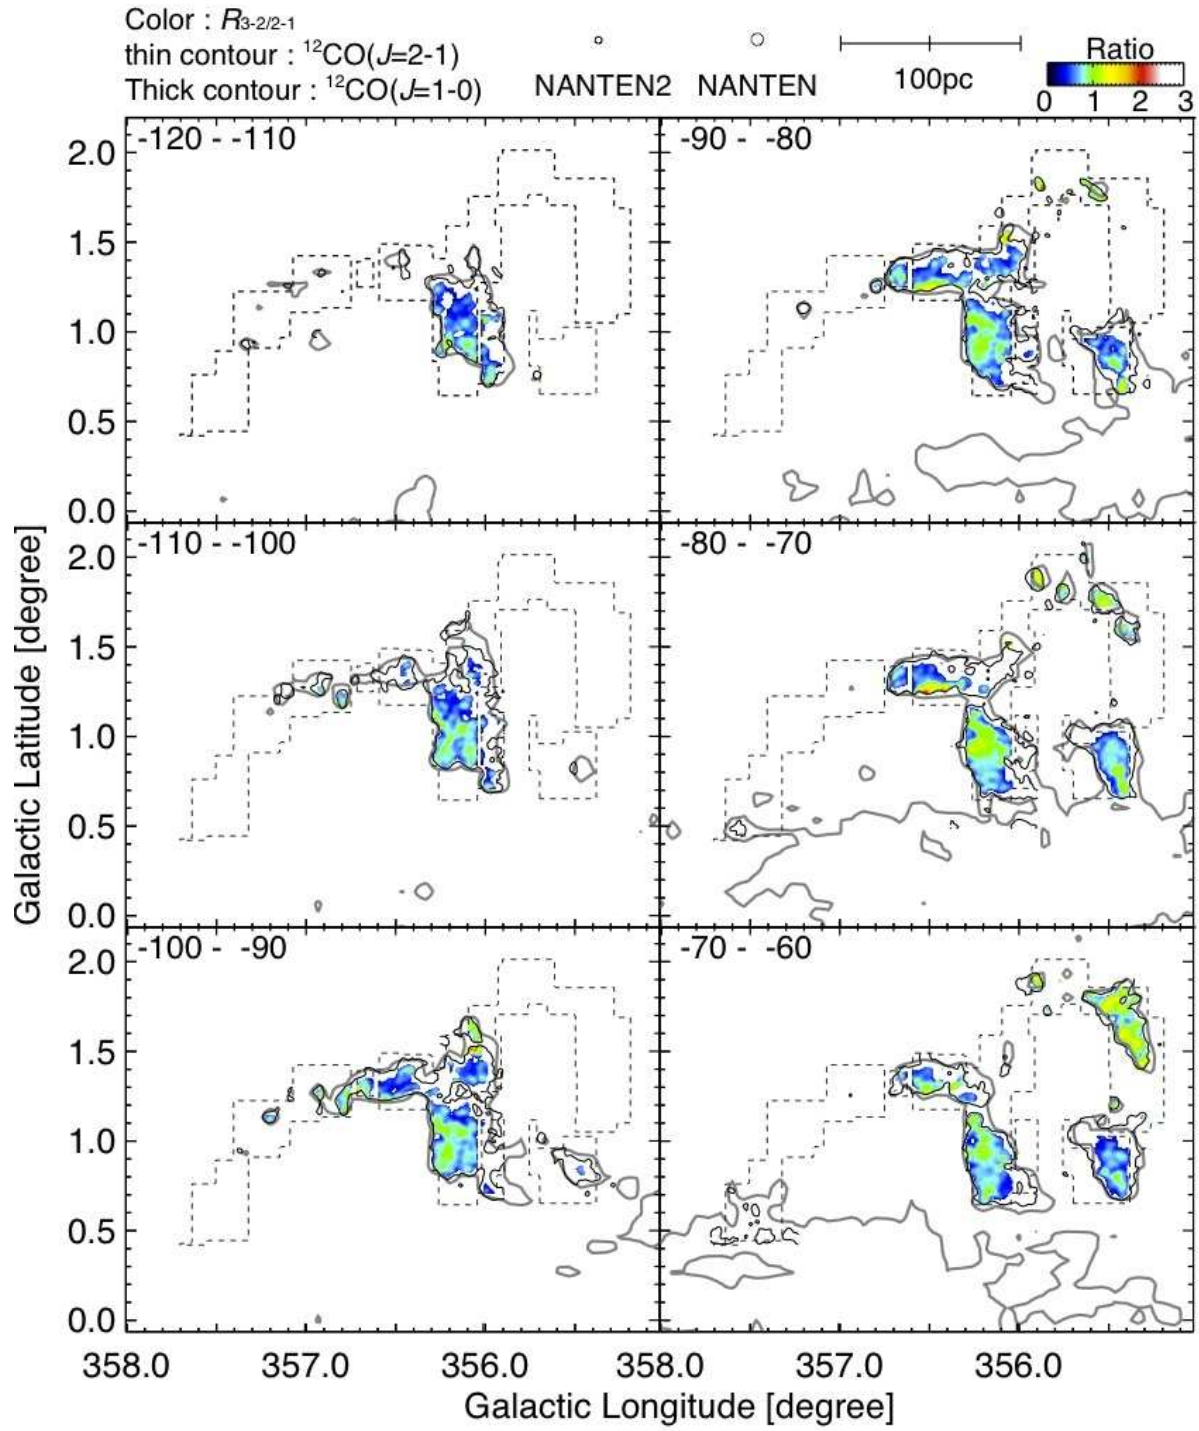 Color : R3-2/2-1
thin contour : ¹²CO(J=2-1)
Thick contour : ¹²CO(J=1-0)
NANTEN2 NANTEN
100pc
Ratio
0 1 2 3
-120 - -110
-90 - -80
2.0
1.5
1.0
0.5
0.0
-110 - -100
-80 - -70
2.0
1.5
1.0
0.5
0.0
-100 - -90
-70 - -60
2.0
1.5
1.0
0.5
0.0
358.0 357.0 356.0 358.0 357.0 356.0
Galactic Longitude [degree]
Galactic Latitude [degree]